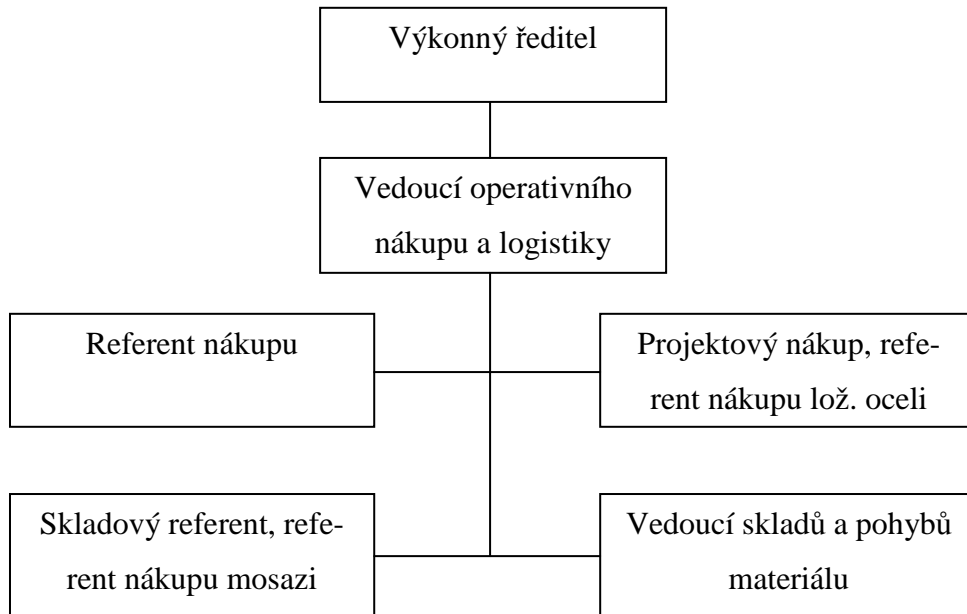 Výkonný ředitel
Vedoucí operativního
nákupu a logistiky
Referent nákupu
Projektový nákup, refe-
rent nákupu lož. oceli
Skladový referent, refe-
rent nákupu mosazi
Vedoucí skladů a pohybů
materiálu